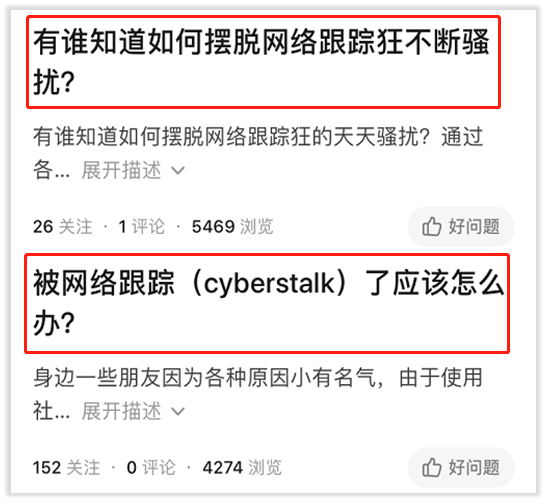 有谁知道如何摆脱网络跟踪狂不断骚
扰?
有谁知道如何摆脱网络跟踪狂的天天骚扰？通过
各... 展开描述
26 关注 · 1 评论 · 5469 浏览
好问题
被网络跟踪（cyberstalk）了应该怎么
办?
身边一些朋友因为各种原因小有名气，由于使用
社... 展开描述
152 关注 · 0 评论 · 4274 浏览
好问题